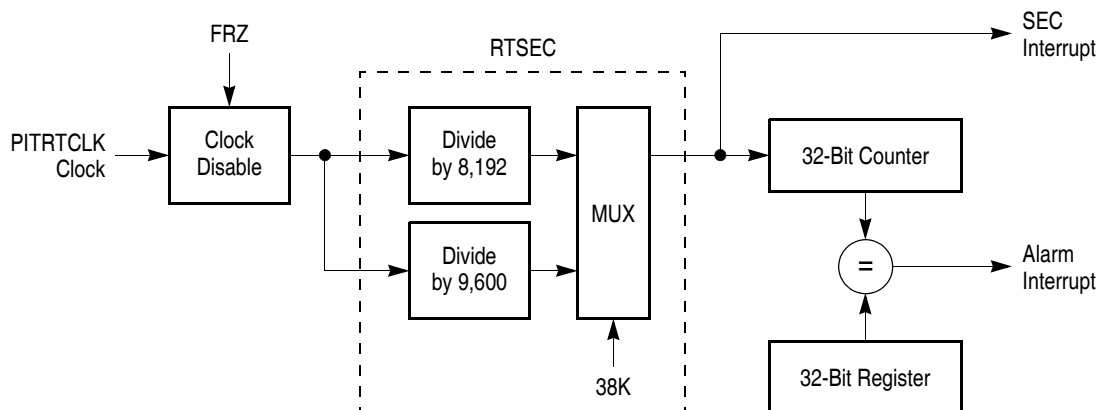 FRZ
RTSEC
SEC
Interrupt
PITRTCLK
Clock
Clock
Disable
Divide
by 8,192
MUX
32-Bit Counter
Divide
by 9,600
=
Alarm
Interrupt
38K
32-Bit Register